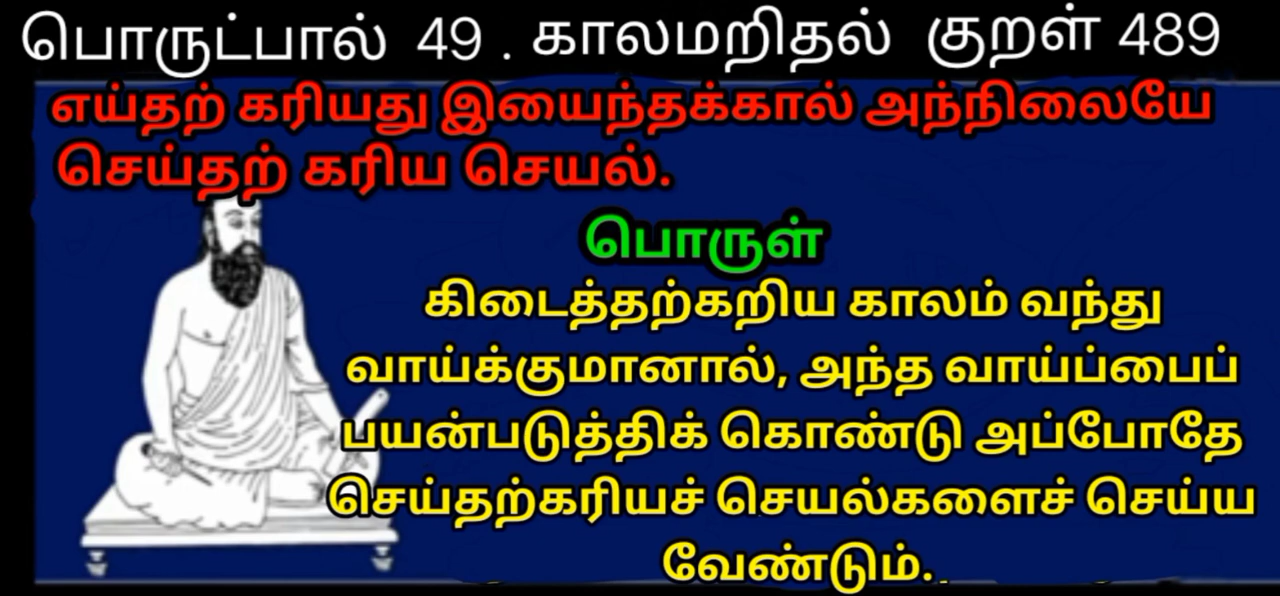 பொருட்பால் 49 . காலமறிதல் குறள் 489
எய்தற் கரியது இயைந்தக்கால் அந்நிலையே
செய்தற் கரிய செயல்.
பொருள்
கிடைத்தற்கறிய காலம் வந்து
வாய்க்குமானால், அந்த வாய்ப்பைப்
பயன்படுத்திக் கொண்டு அப்போதே
செய்தற்கரியச் செயல்களைச் செய்ய
வேண்டும்.